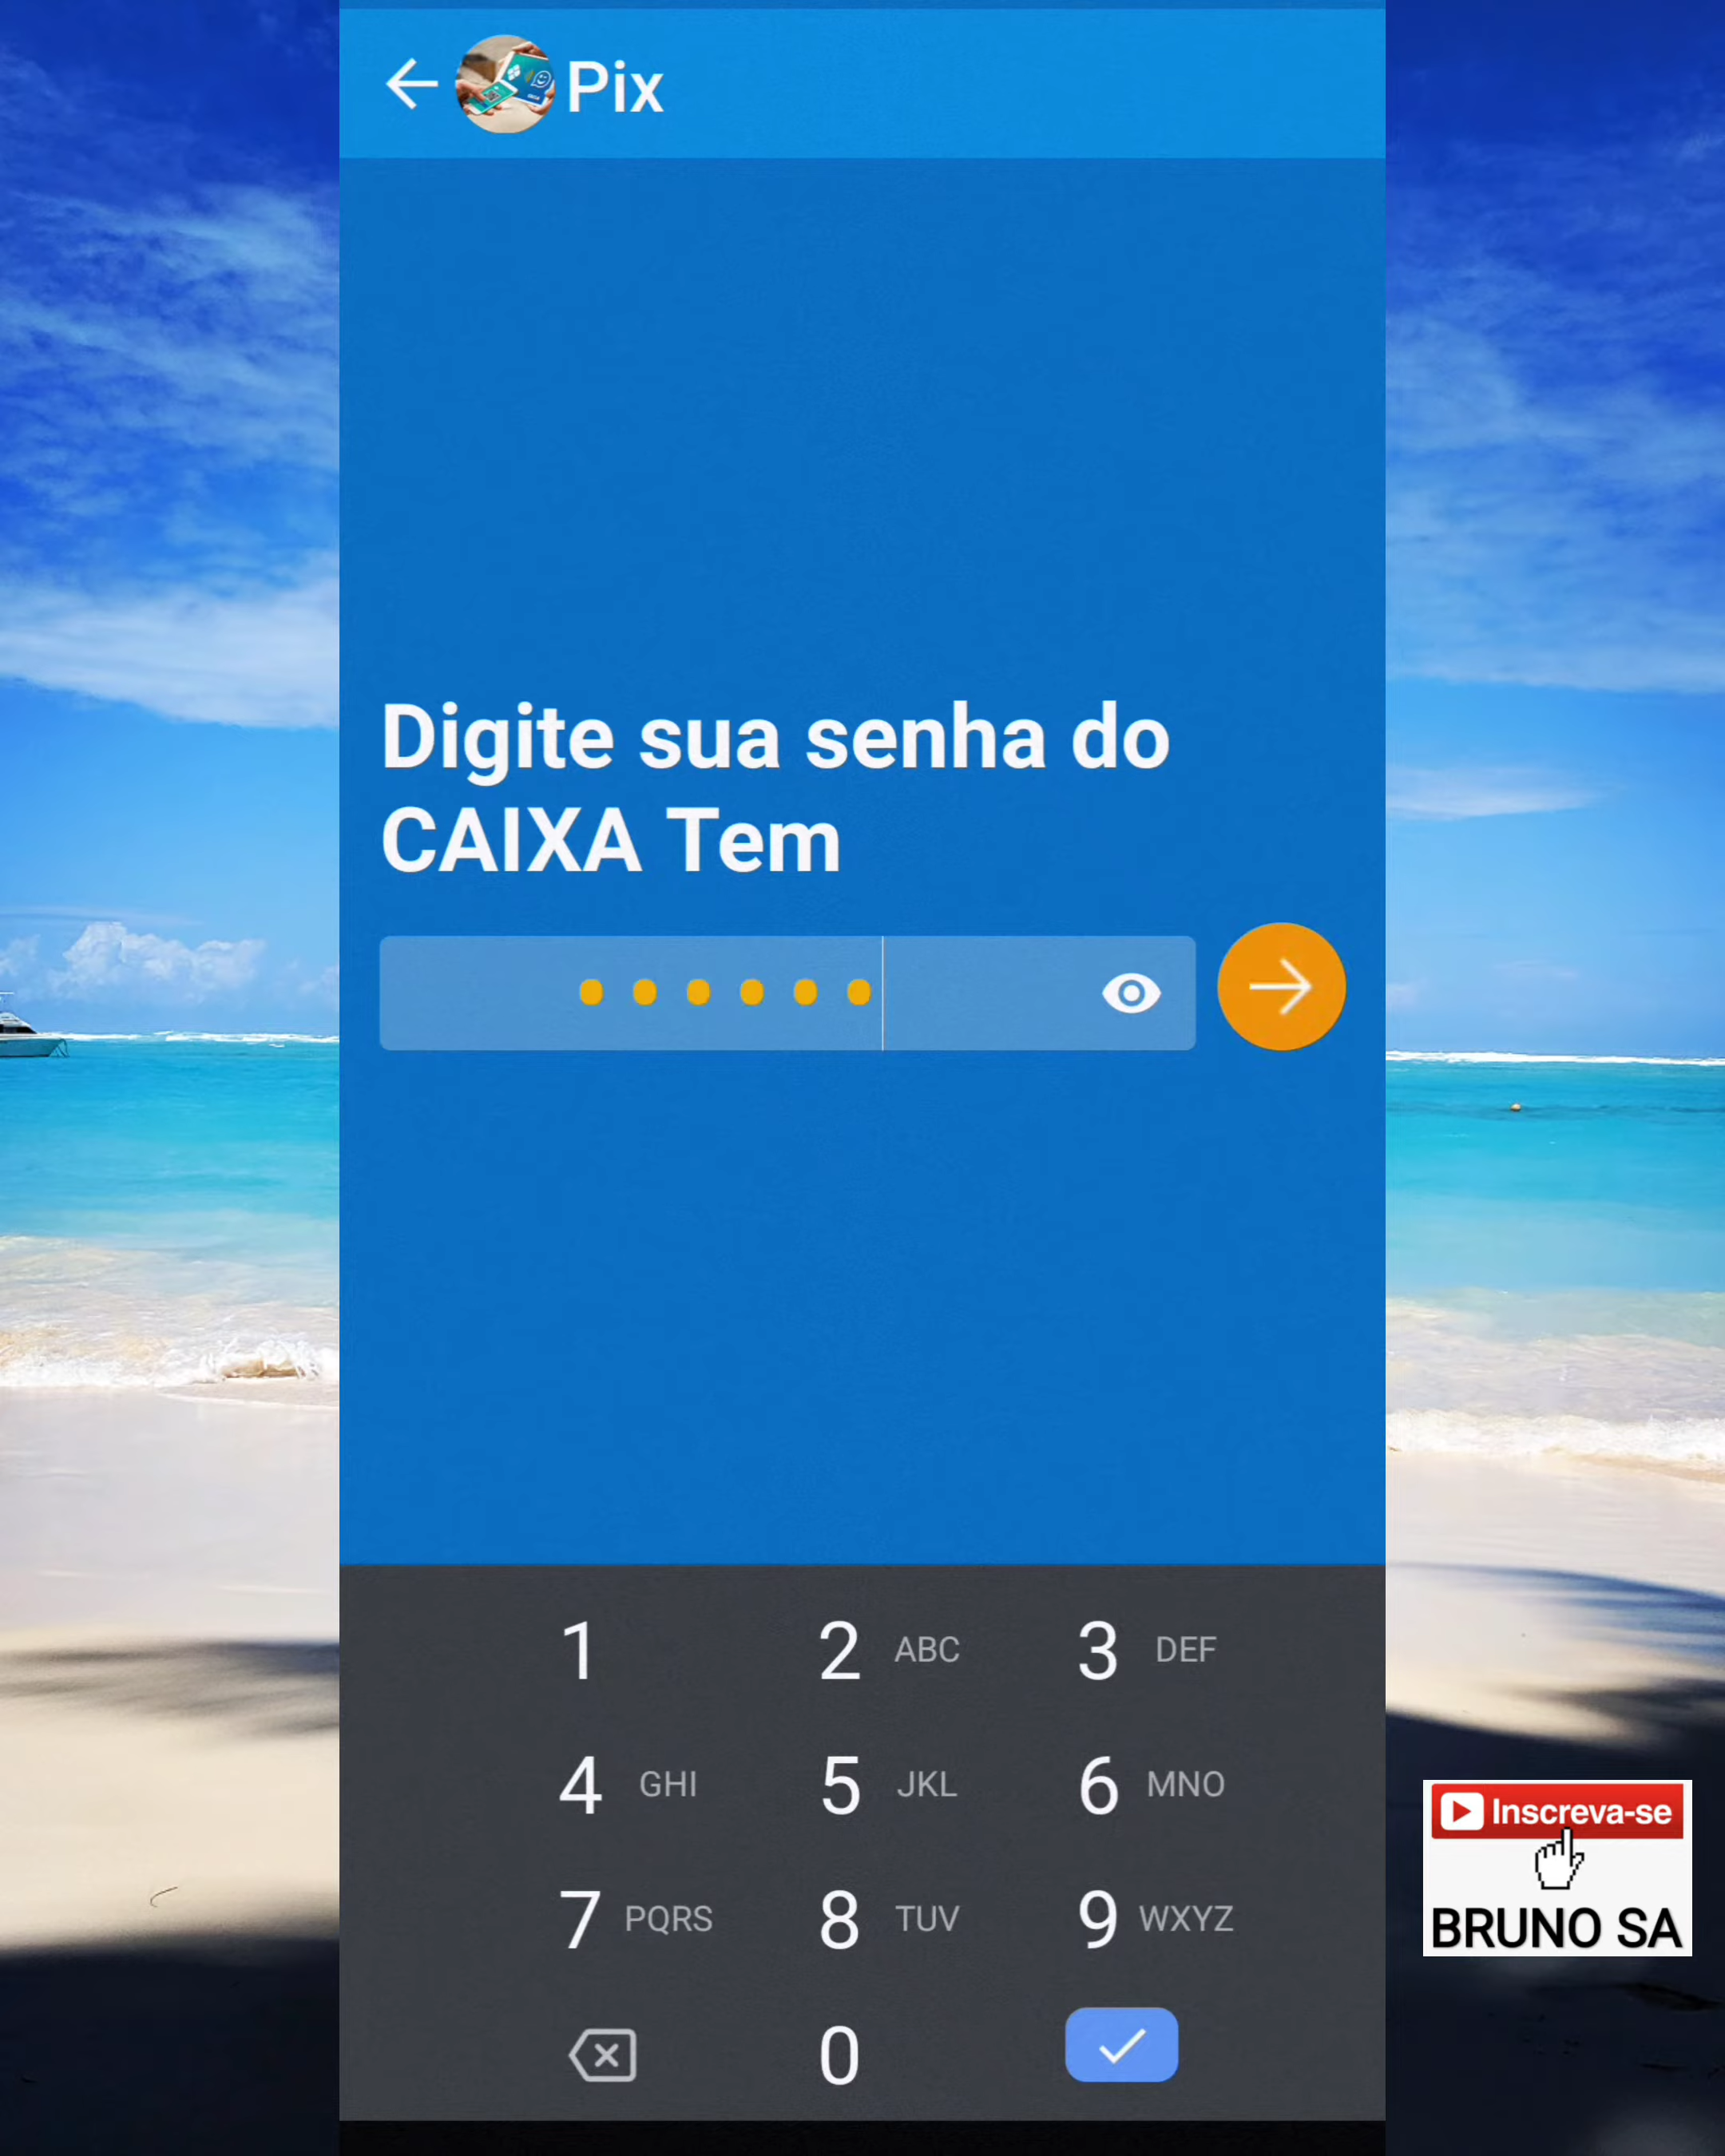 Pix
Digite sua senha do
CAIXA Tem
1
2 ABC
3 DEF
4 GHI
5 JKL
6 MNO
7 PQRS
8 TUV
9 WXYZ
0
Inscreva-se
BRUNO SA